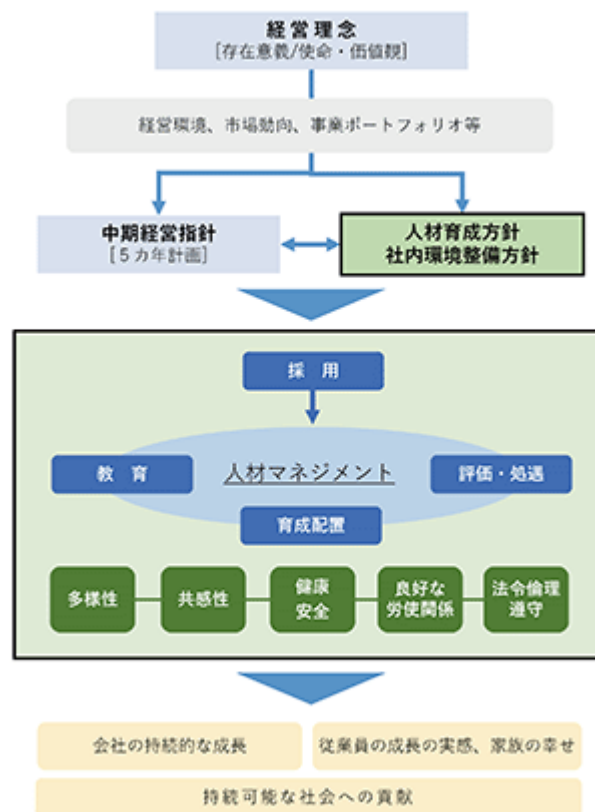 経営理念
[存在意義/使命・価値観]
経営環境、市場動向、事業ポートフォリオ等
中期経営指針
[５カ年計画]
人材育成方針
社内環境整備方針
採 用
人材マネジメント
教 育
評価・処遇
育成配置
多様性
共感性
健康
安全
良好な
労使関係
法令倫理
遵守
会社の持続的な成長
従業員の成長の実感、家族の幸せ
持続可能な社会への貢献